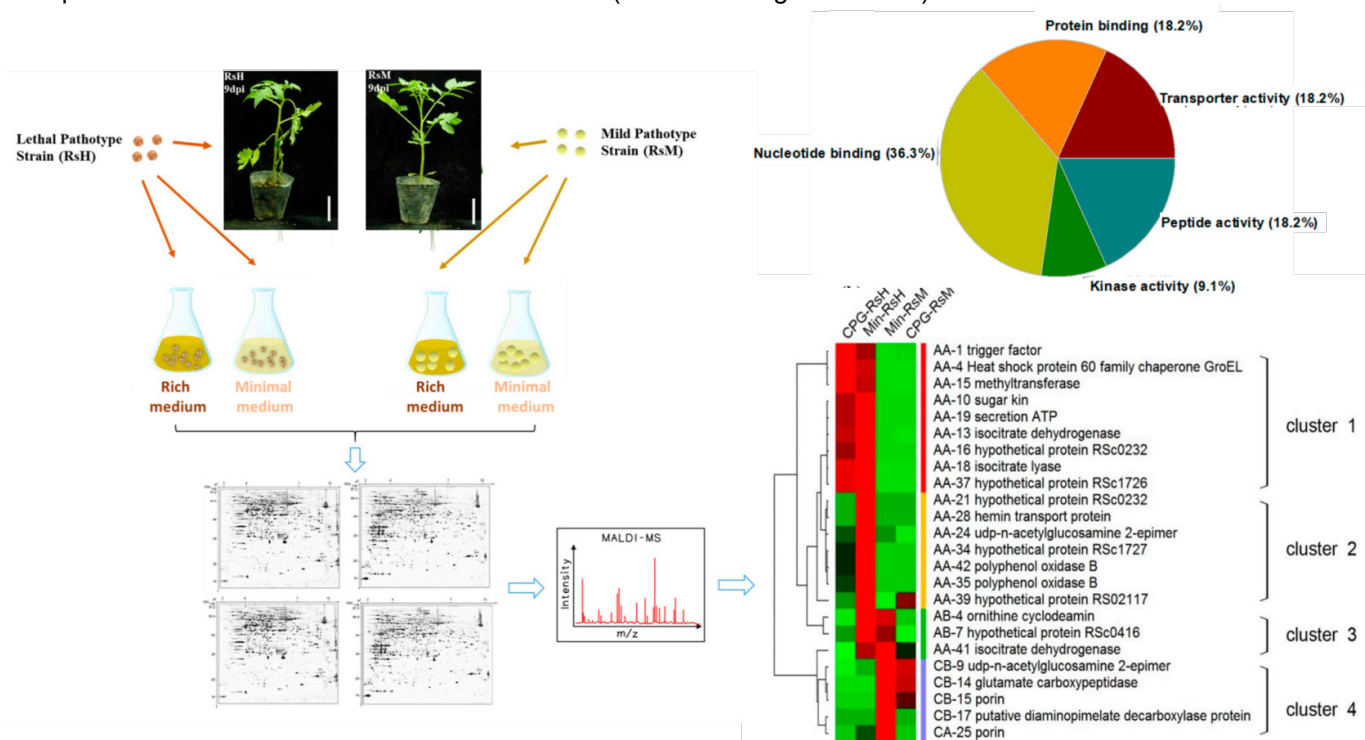 Protein binding (18.2%)
Transporter activity (18.2%)
Nucleotide binding (36.3%)
Peptide activity (18.2%)
Kinase activity (9.1%)
RsH
9dpi
RsM
9dpi
Lethal Pathotype
Strain (RsH)
Mild Pathotype
Strain (RsM)
Rich
medium
Minimal
medium
Rich
medium
Minimal
medium
MALDI-MS
Intensity
m/z
CPG-RsH
Min-RsH
Min-RsM
CPG-RsM
AA-1 trigger factor
AA-4 Heat shock protein 60 family chaperone GroEL
AA-15 methyltransferase
AA-10 sugar kin
AA-19 secretion ATP
AA-13 isocitrate dehydrogenase
AA-16 hypothetical protein RSc0232
AA-18 isocitrate lyase
AA-37 hypothetical protein RSc1726
AA-21 hypothetical protein RSc0232
AA-28 hemin transport protein
AA-24 udp-n-acetylglucosamine 2-epimer
AA-34 hypothetical protein RSc1727
AA-42 polyphenol oxidase B
AA-35 polyphenol oxidase B
AA-39 hypothetical protein RS02117
AB-4 ornithine cyclodeamin
AB-7 hypothetical protein RSc0416
AA-41 isocitrate dehydrogenase
CB-9 udp-n-acetylglucosamine 2-epimer
CB-14 glutamate carboxypeptidase
CB-15 porin
CB-17 putative diaminopimelate decarboxylase protein
CA-25 porin
cluster 1
cluster 2
cluster 3
cluster 4